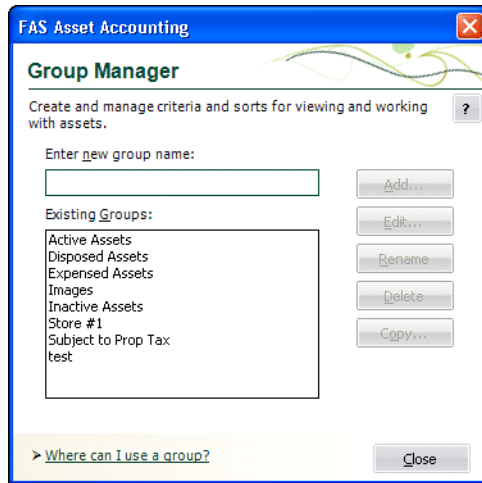 FAS Asset Accounting
Group Manager
Create and manage criteria and sorts for viewing and working
with assets.
?
Enter new group name:
Add...
Existing Groups:
Edit...
Active Assets
Disposed Assets
Expensed Assets
Images
Inactive Assets
Store #1
Subject to Prop Tax
test
Rename
Delete
Copy...
➤ Where can I use a group?
Close